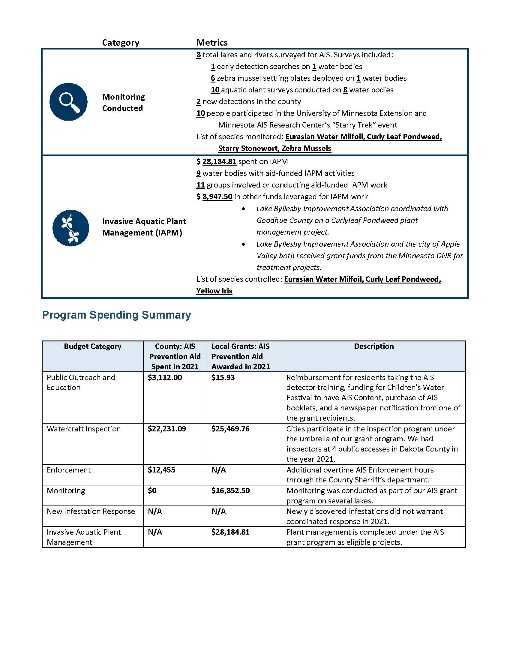 Category Metrics
8 total lakes and rivers surveyed for AIS. Surveys included:
1 early detection searches on 1 water bodies
6 zebra mussel settling plates deployed on 1 water bodies
10 aquatic plant surveys conducted on 8 water bodies
Monitoring
Conducted
2 new detections in the county
10 people participated in the University of Minnesota Extension and
Minnesota AIS Research Center's "Starry Trek" event
List of species monitored: Eurasian Water Milfoil, Curly Leaf Pondweed,
Starry Stonewort, Zebra Mussels
$ 28,184.81 spent on IAPM
9 water bodies with aid-funded IAPM activities
11 groups involved or conducting aid-funded IAPM work
$ 8,947.50 in other funds leveraged for IAPM work
Invasive Aquatic Plant
Management (IAPM)
• Lake Byllesby Improvement Association coordinated with
Goodhue County on a Curlyleaf Pondweed plant
management project.
• Lake Byllesby Improvement Association and the city of Apple
Valley both received grant funds from the Minnesota DNR for
treatment projects.
List of species controlled: Eurasian Water Milfoil, Curly Leaf Pondweed,
Yellow Iris
Program Spending Summary
Budget Category
County: AIS
Prevention Aid
Spent in 2021
Local Grants: AIS
Prevention Aid
Awarded in 2021
Description
Public Outreach and
Education
$3,112.00
$15.93
Reimbursement for residents taking the AIS
detector training, funding for Children's Water
Festival to have AIS Content, purchase of AIS
booklets, and a newspaper notification from one of
the grant recipients.
Watercraft Inspection
$22,231.09
$25,469.76
Cities participate in the inspection program under
the umbrella of our grant program. We had
inspectors at 4 public accesses in Dakota County in
the year 2021.
Enforcement
$12,455
N/A
Additional overtime AIS Enforcement hours
through the County Sherriff's department.
Monitoring
$0
$16,852.50
Monitoring was conducted as part of our AIS grant
program on several lakes.
New Infestation Response
N/A
N/A
Newly discovered infestations did not warrant
coordinated response in 2021.
Invasive Aquatic Plant
Management
N/A
$28,184.81
Plant management is completed under the AIS
grant program as eligible projects.